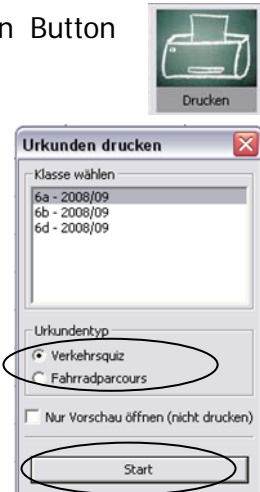 n Button
Drucken
Urkunden drucken
Klasse wählen
6a - 2008/09
6b - 2008/09
6d - 2008/09
Urkundentyp
Verkehrsquiz
Fahrradparcours
Nur Vorschau öffnen (nicht drucken)
Start